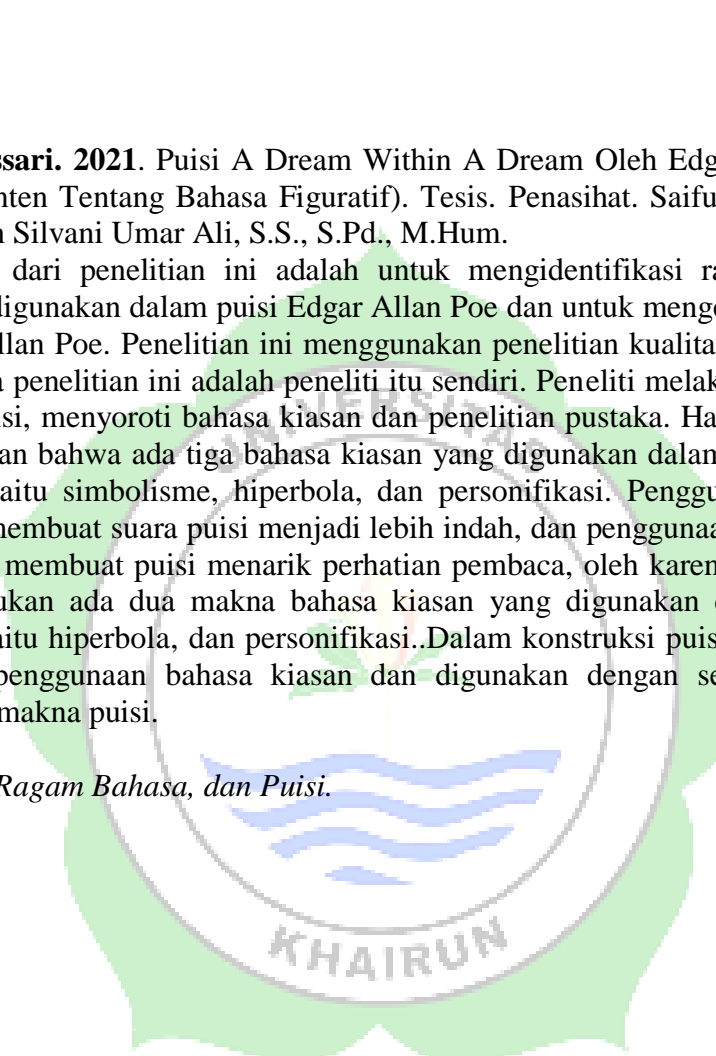 ssari. 2021. Puisi A Dream Within A Dream Oleh Edg
nten Tentang Bahasa Figuratif). Tesis. Penasihat. Saifu
n Silvani Umar Ali, S.S., S.Pd., M.Hum.
dari penelitian ini adalah untuk mengidentifikasi ra
digunakan dalam puisi Edgar Allan Poe dan untuk menge
llan Poe. Penelitian ini menggunakan penelitian kualita
a penelitian ini adalah peneliti itu sendiri. Peneliti melak
isi, menyoroti bahasa kiasan dan penelitian pustaka. Ha
an bahwa ada tiga bahasa kiasan yang digunakan dalam
aitu simbolisme, hiperbola, dan personifikasi. Penggu
membuat suara puisi menjadi lebih indah, dan penggunaa
membuat puisi menarik perhatian pembaca, oleh karen
ukan ada dua makna bahasa kiasan yang digunakan
aitu hiperbola, dan personifikasi..Dalam konstruksi puis
penggunaan bahasa kiasan dan digunakan dengan se
makna puisi.
Ragam Bahasa, dan Puisi.
UNIVERSITAS
KHAIRUN